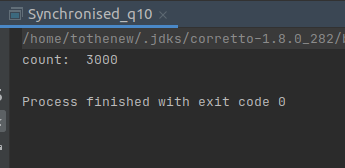 Synchronised_q10
/home/tothenew/.jdks/corretto-1.8.0_282/
count:  3000
Process finished with exit code 0